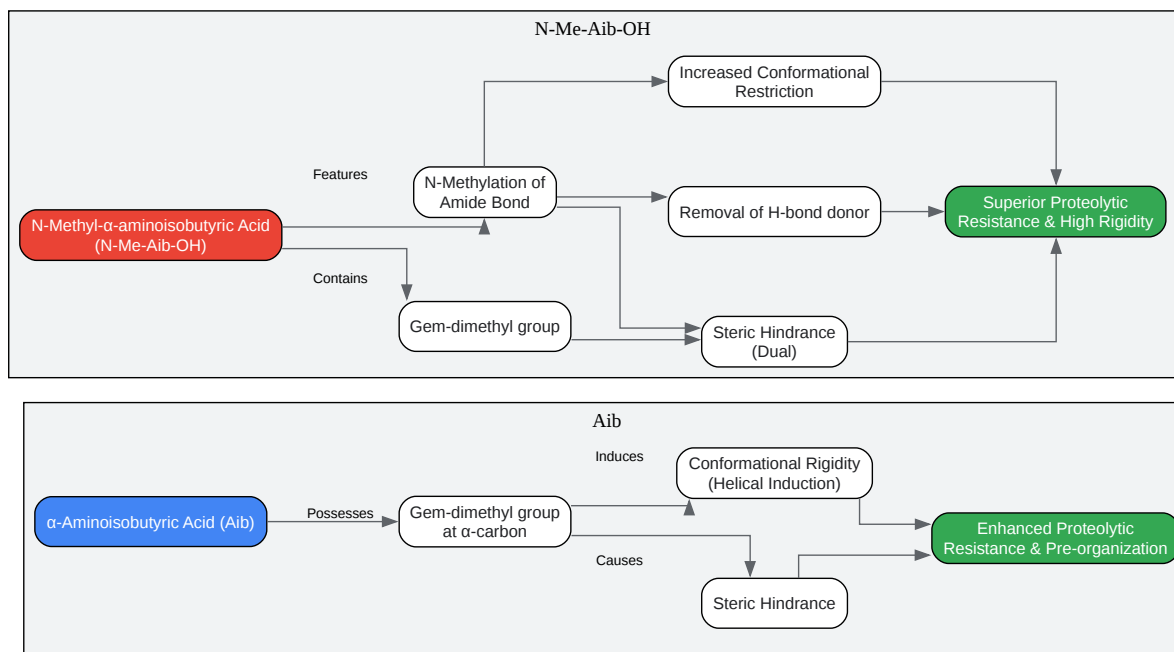 N-Me-Aib-OH
Increased Conformational
Restriction
Features
N-Methylation of
Amide Bond
Removal of H-bond donor
Superior Proteolytic
Resistance & High Rigidity
N-Methyl-α-aminoisobutyric Acid
(N-Me-Aib-OH)
Contains
Gem-dimethyl group
Steric Hindrance
(Dual)
Aib
Induces
Conformational Rigidity
(Helical Induction)
α-Aminoisobutyric Acid (Aib)
Possesses
Gem-dimethyl group
at α-carbon
Enhanced Proteolytic
Resistance & Pre-organization
Causes
Steric Hindrance